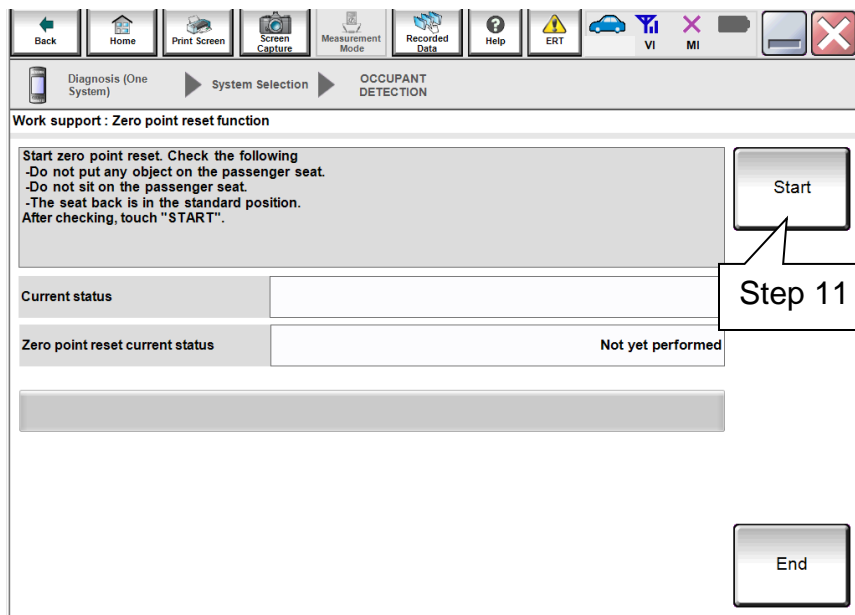 Back
Home
Print Screen
Screen
Capture
Measurement
Mode
Recorded
Data
Help
ERT
VI
MI
Diagnosis (One
System)
System Selection
OCCUPANT
DETECTION
Work support : Zero point reset function
Start zero point reset. Check the following
-Do not put any object on the passenger seat.
-Do not sit on the passenger seat.
-The seat back is in the standard position.
After checking, touch "START".
Start
Step 11
Current status
Zero point reset current status
Not yet performed
End